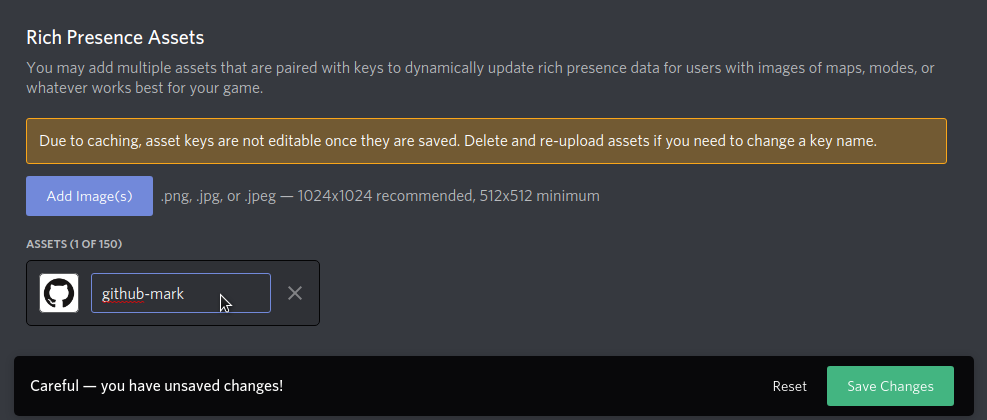 Rich Presence Assets
You may add multiple assets that are paired with keys to dynamically update rich presence data for users with images of maps, modes, or
whatever works best for your game.
Due to caching, asset keys are not editable once they are saved. Delete and re-upload assets if you need to change a key name.
Add Image(s) .png, .jpg, or .jpeg — 1024x1024 recommended, 512x512 minimum
ASSETS (1 OF 150)
github-mark
Careful — you have unsaved changes! Reset Save Changes